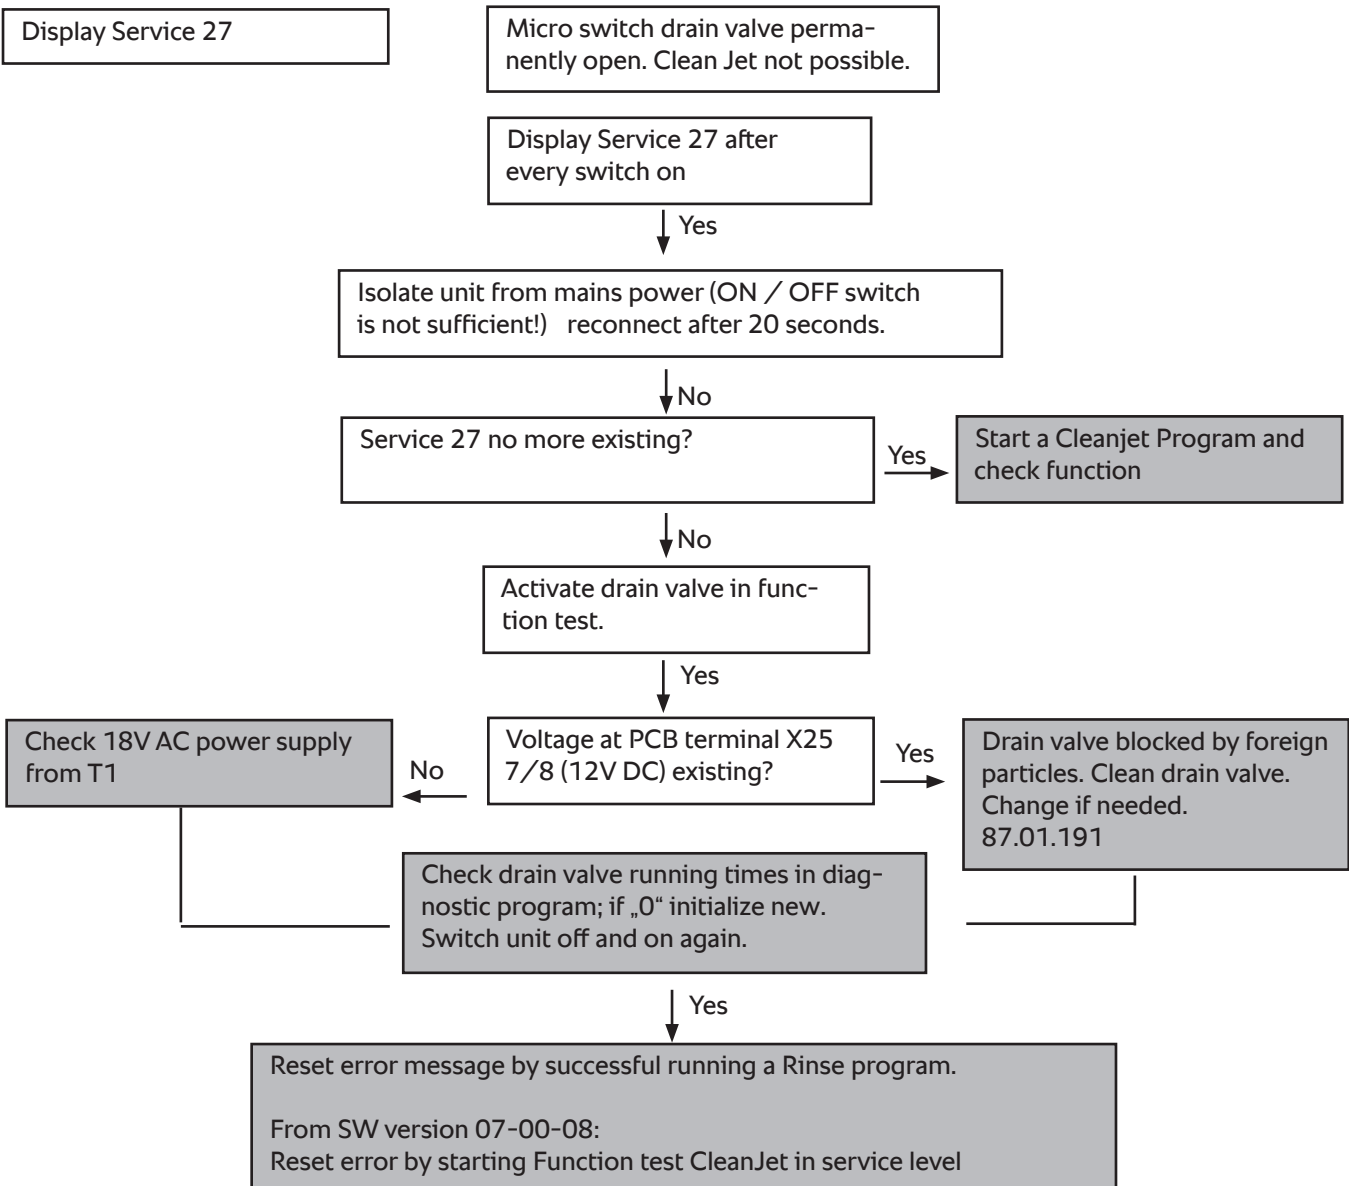 Display Service 27
Micro switch drain valve perma-
nently open. Clean Jet not possible.
Display Service 27 after
every switch on
Yes
Isolate unit from mains power (ON / OFF switch
is not sufficient!) reconnect after 20 seconds.
No
Service 27 no more existing?
Yes
Start a Cleanjet Program and
check function
No
Activate drain valve in func-
tion test.
Yes
Check 18V AC power supply
from T1
No
Voltage at PCB terminal X25
7/8 (12V DC) existing?
Yes
Drain valve blocked by foreign
particles. Clean drain valve.
Change if needed.
87.01.191
Check drain valve running times in diag-
nostic program; if „0“ initialize new.
Switch unit off and on again.
Yes
Reset error message by successful running a Rinse program.
From SW version 07-00-08:
Reset error by starting Function test CleanJet in service level